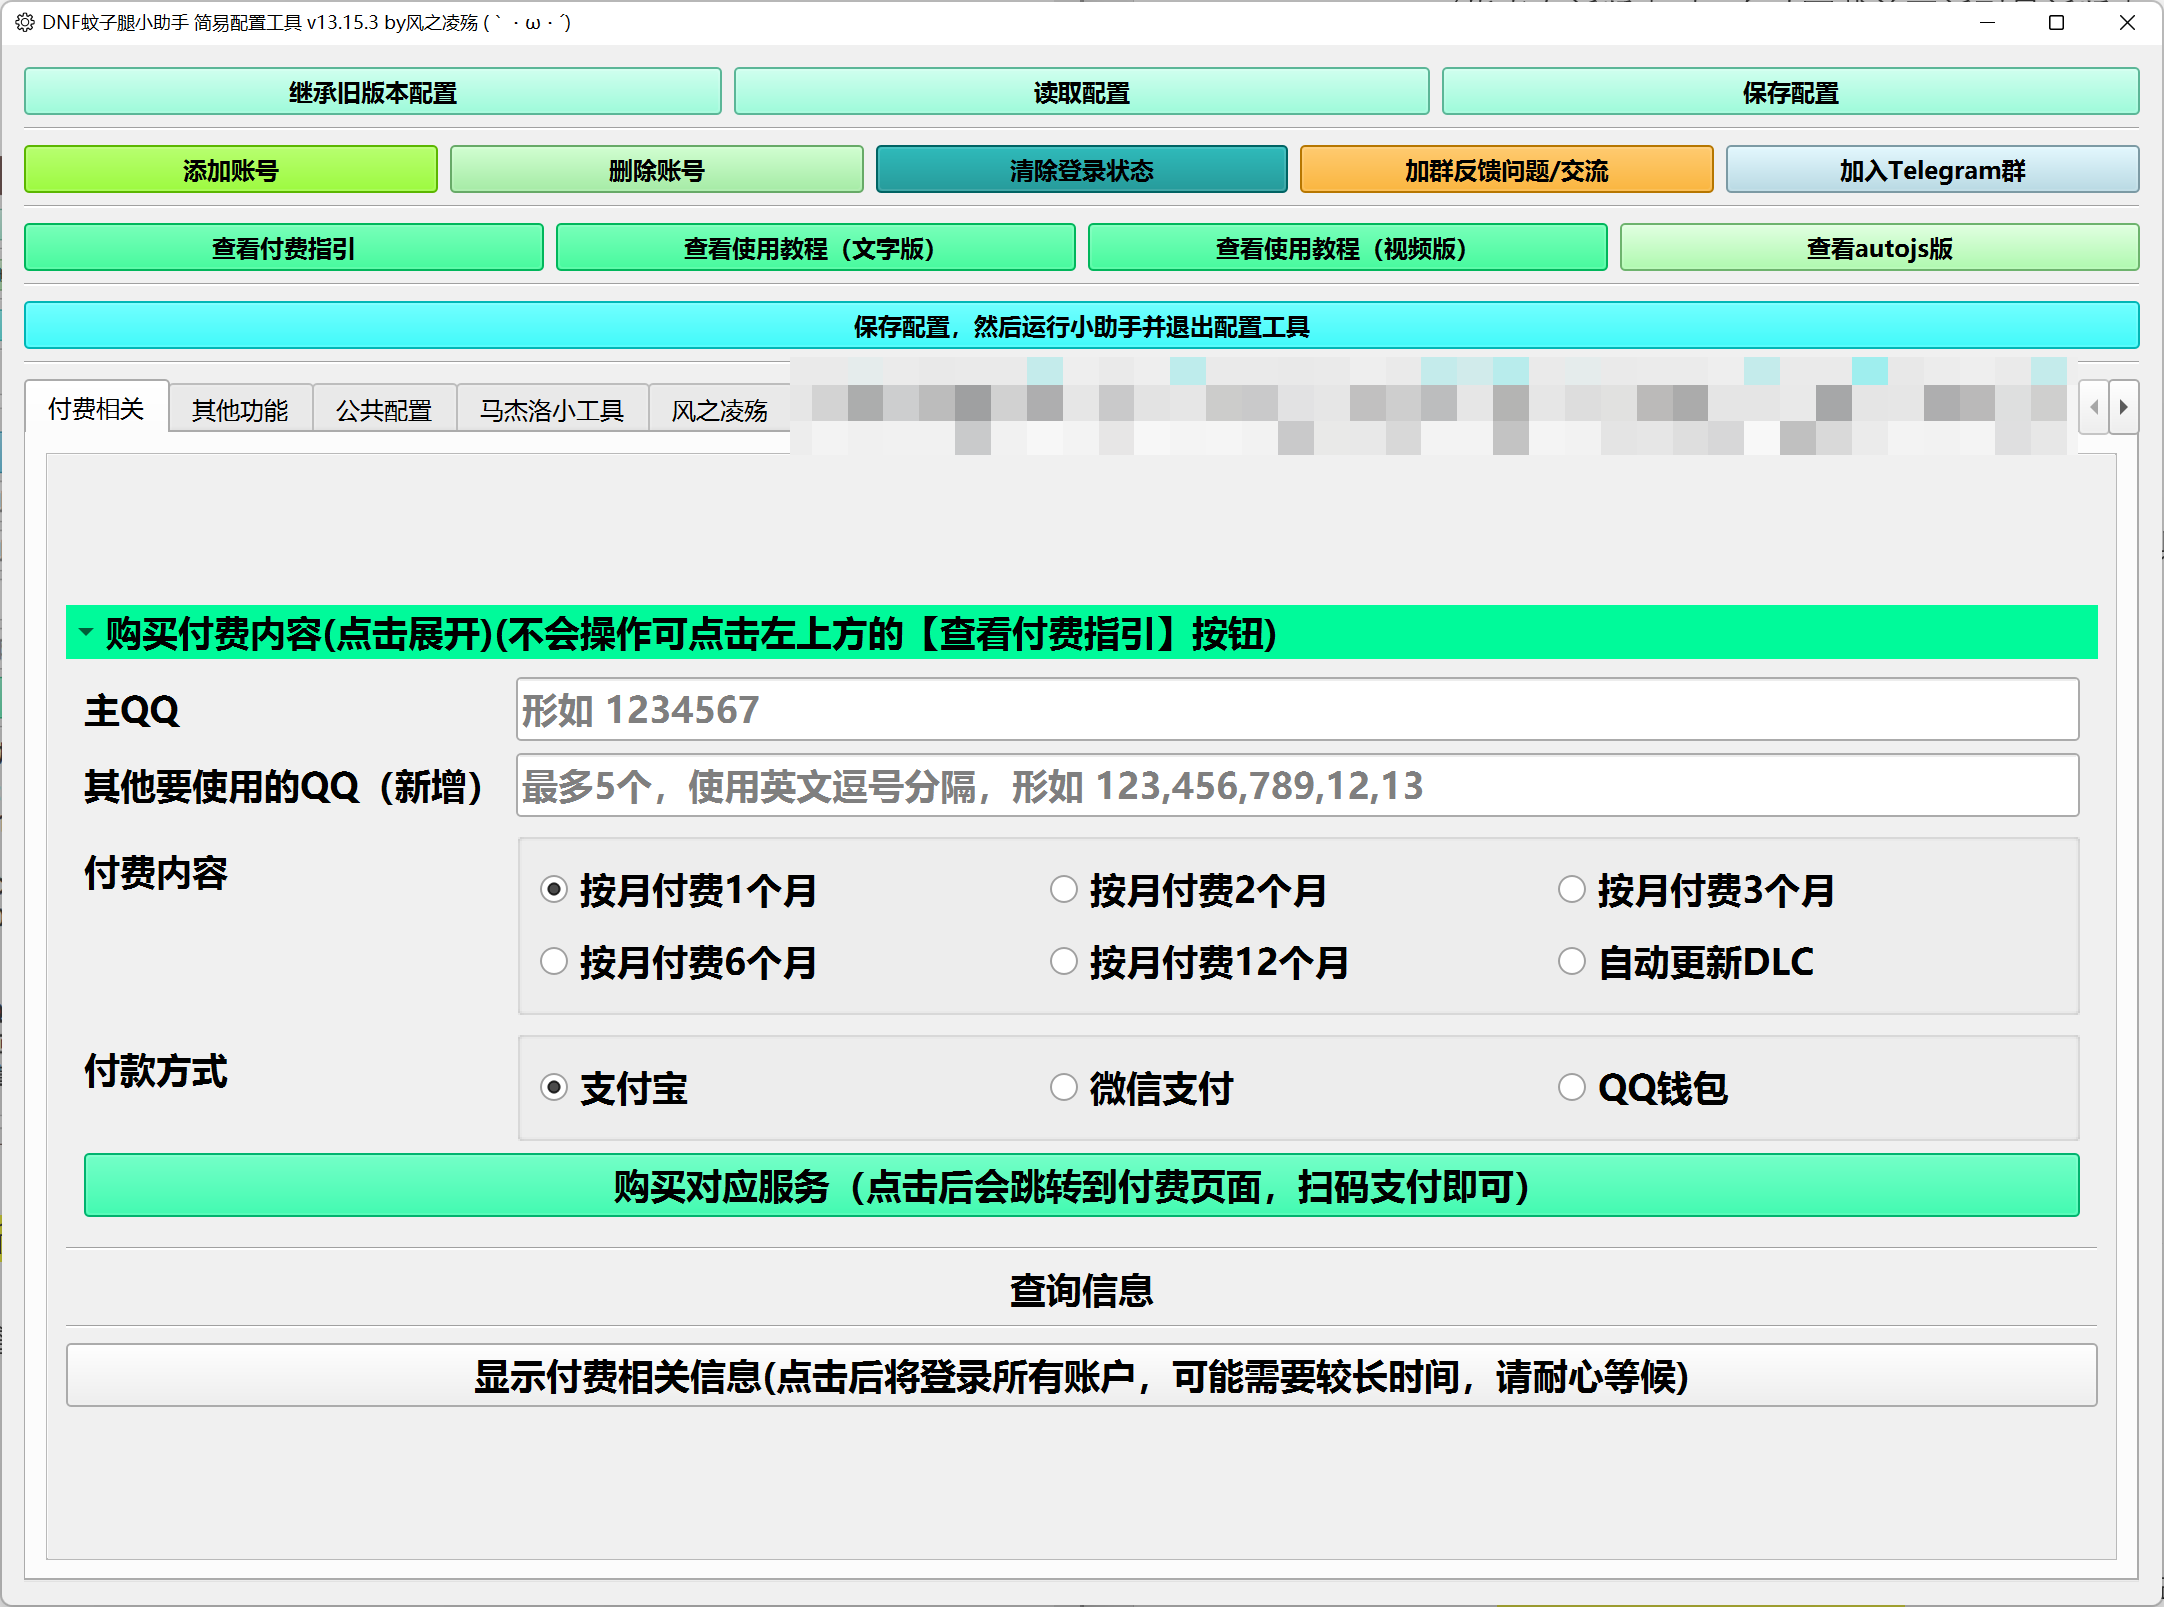 DNF蚊子腿小助手 简易配置工具 v13.15.3 by风之凌殇 (｀・ω・´)
继承旧版本配置 读取配置 保存配置
添加账号 删除账号 清除登录状态 加群反馈问题/交流 加入Telegram群
查看付费指引 查看使用教程（文字版） 查看使用教程（视频版） 查看autojs版
保存配置，然后运行小助手并退出配置工具
付费相关 其他功能 公共配置 马杰洛小工具 风之凌殇
购买付费内容(点击展开)(不会操作可点击左上方的【查看付费指引】按钮)
主QQ 形如 1234567
其他要使用的QQ（新增） 最多5个，使用英文逗号分隔，形如 123,456,789,12,13
付费内容
按月付费1个月 按月付费2个月 按月付费3个月
按月付费6个月 按月付费12个月 自动更新DLC
付款方式
支付宝 微信支付 QQ钱包
购买对应服务（点击后会跳转到付费页面，扫码支付即可）
查询信息
显示付费相关信息(点击后将登录所有账户，可能需要较长时间，请耐心等候)